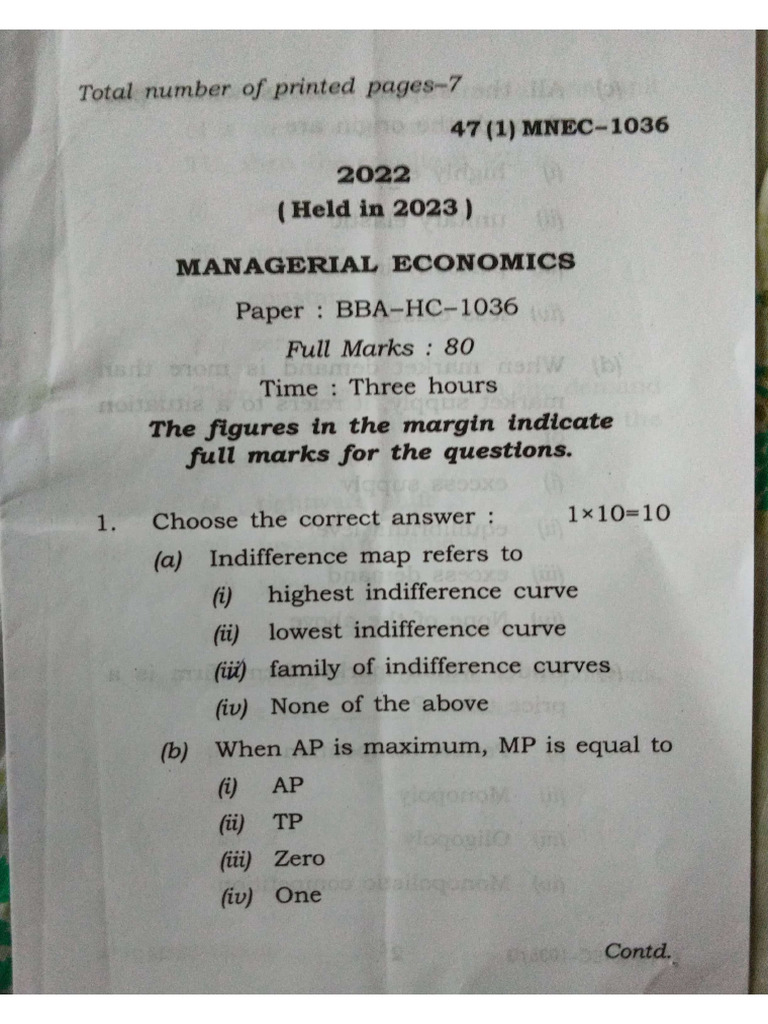 Total number of printed pages–7
47 (1) MNEC–1036
2022
( Held in 2023 )
MANAGERIAL ECONOMICS
Paper : BBA–HC–1036
Full Marks : 80
Time : Three hours
The figures in the margin indicate
full marks for the questions.
1. Choose the correct answer : 1×10=10
(a) Indifference map refers to
(i) highest indifference curve
(ii) lowest indifference curve
(iii) family of indifference curves
(iv) None of the above
(b) When AP is maximum, MP is equal to
(i) AP
(ii) TP
(iii) Zero
(iv) One
Contd.